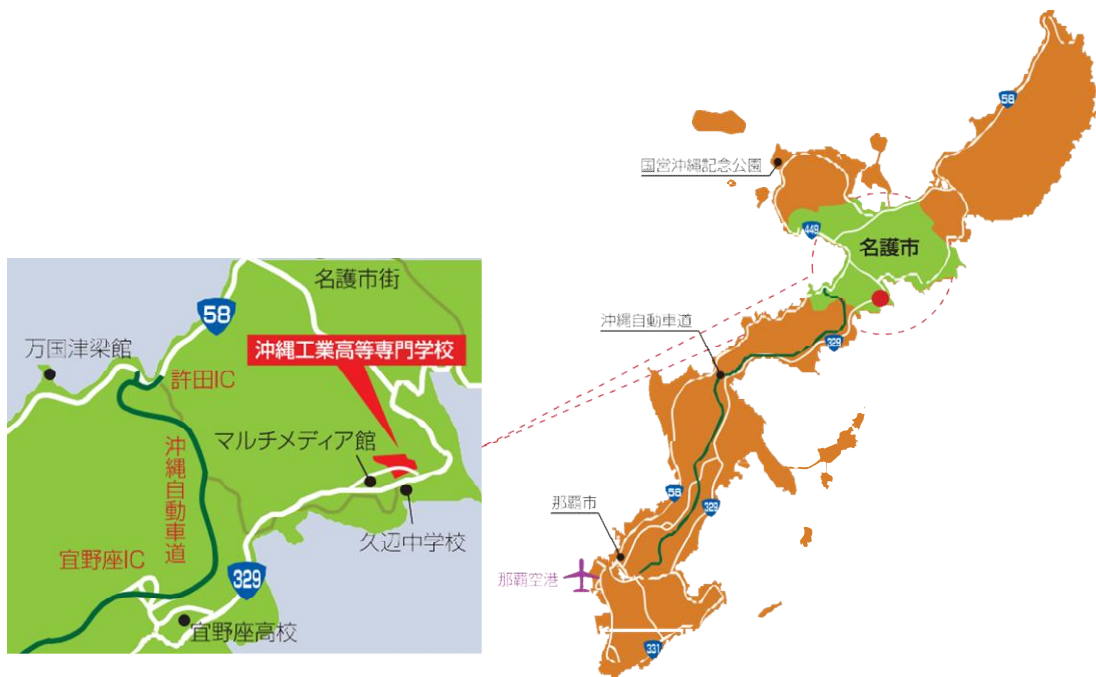 58
国営沖縄記念公園
449
名護市
沖縄自動車道
329
58
329
那覇市
那覇空港
331
名護市街
58
万国津梁館
沖縄工業高等専門学校
許田IC
マルチメディア館
沖縄自動車道
久辺中学校
宜野座IC
329
宜野座高校